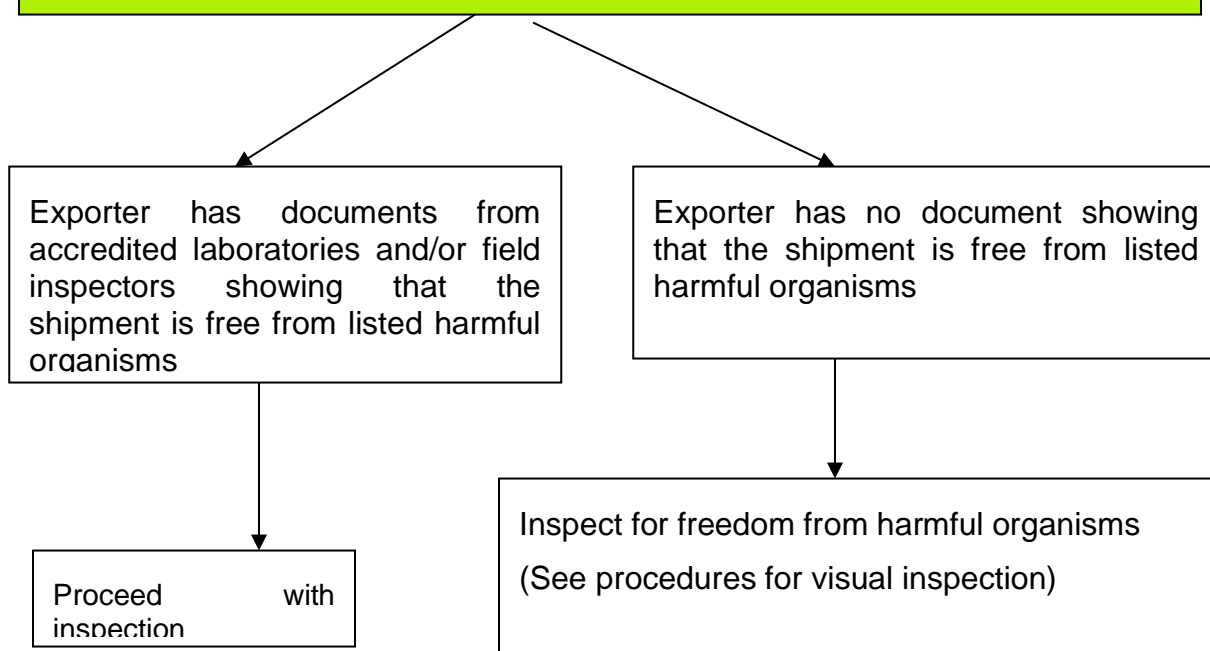 Exporter has documents from
accredited laboratories and/or field
inspectors showing that the
shipment is free from listed harmful
organisms
Exporter has no document showing
that the shipment is free from listed
harmful organisms
Proceed with
inspection
Inspect for freedom from harmful organisms
(See procedures for visual inspection)